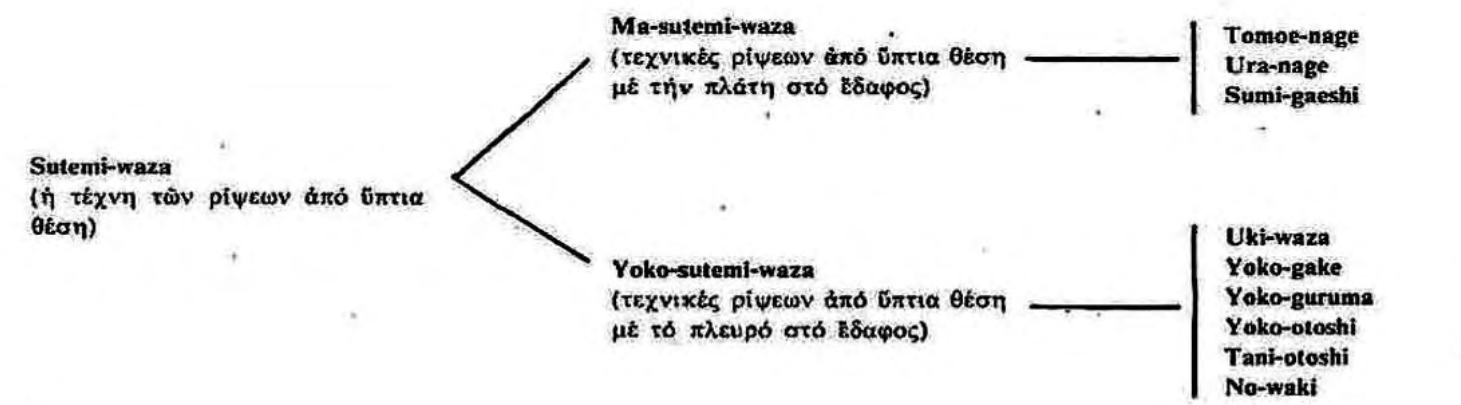 Sutemi-waza
(ἡ τέχνη τῶν ρίψεων ἀπό ὕπτια
θέση)
Ma-sutemi-waza
(τεχνικές ρίψεων ἀπό ὕπτια θέση
μέ τήν πλάτη στό ἔδαφος)
Tomoe-nage
Ura-nage
Sumi-gaeshi
Yoko-sutemi-waza
(τεχνικές ρίψεων ἀπό ὕπτια θέση
μέ τό πλευρό στό ἔδαφος)
Uki-waza
Yoko-gake
Yoko-guruma
Yoko-otoshi
Tani-otoshi
No-waki